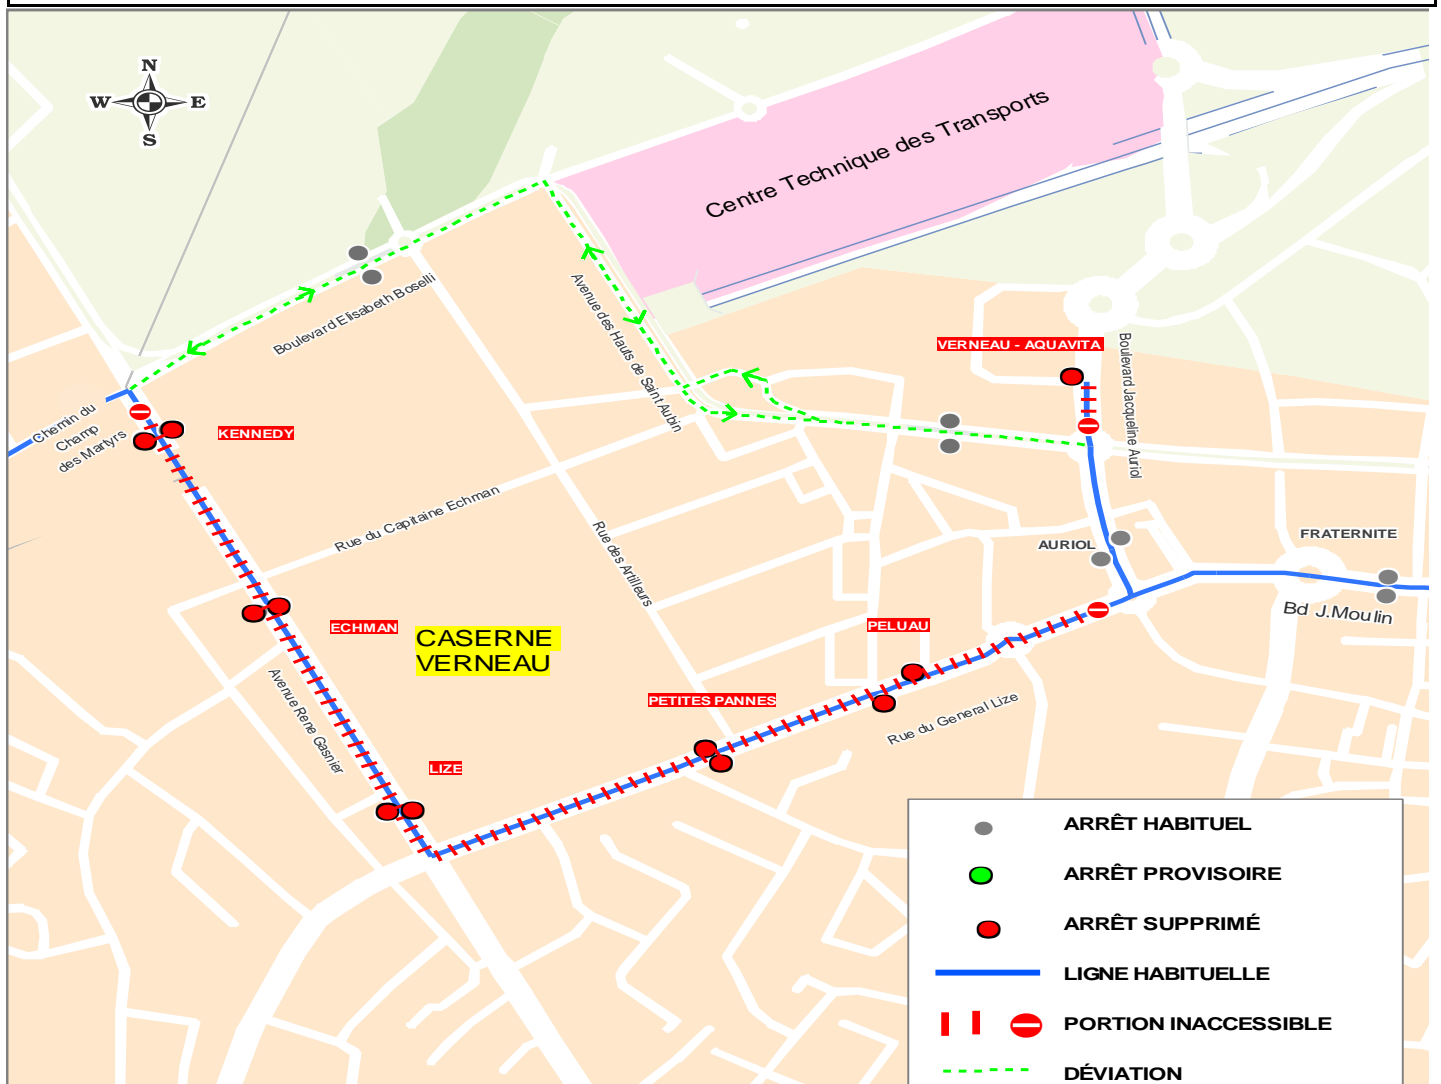 N
W
E
S
Centre Technique des Transports
Boulevard Elisabeth Boselli
Avenue des Hauts de Saint Aubin
VERNEAU - AQUAVITA
Boulevard Jacqueline Auriol
Chemin du
Champ
des Martyrs
KENNEDY
Rue du Capitaine Echman
Rue des Artilleurs
AURIOL
FRATERNITE
Bd J.Moulin
ECHMAN
CASERNE
VERNEAU
PELUAU
Avenue Rene Gasnier
PETITES PANNES
Rue du General Lize
LIZE
ARRÊT HABITUEL
ARRÊT PROVISOIRE
ARRÊT SUPPRIMÉ
LIGNE HABITUELLE
PORTION INACCESSIBLE
DÉVIATION